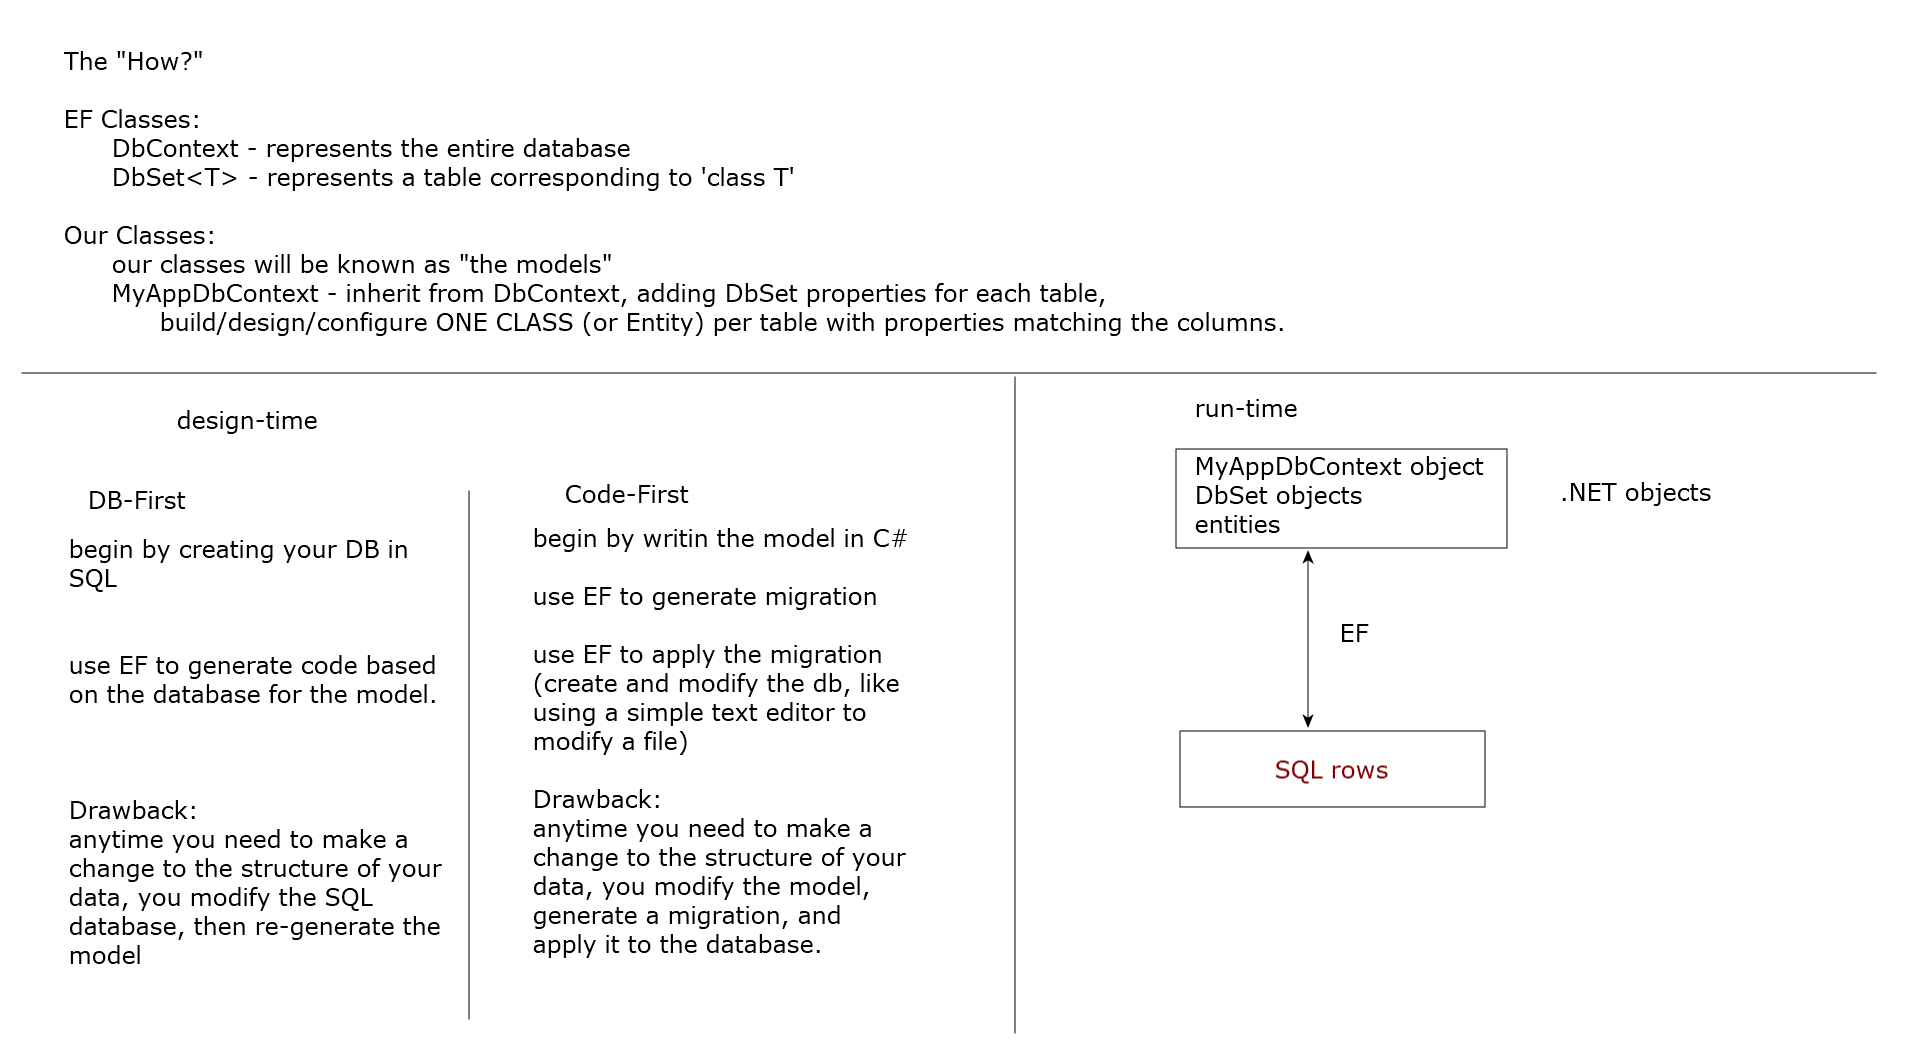 The "How?"
EF Classes:
DbContext - represents the entire database
DbSet<T> - represents a table corresponding to 'class T'
Our Classes:
our classes will be known as "the models"
MyAppDbContext - inherit from DbContext, adding DbSet properties for each table,
build/design/configure ONE CLASS (or Entity) per table with properties matching the columns.
design-time
DB-First
begin by creating your DB in
SQL
use EF to generate code based
on the database for the model.
Drawback:
anytime you need to make a
change to the structure of your
data, you modify the SQL
database, then re-generate the
model
Code-First
begin by writin the model in C#
use EF to generate migration
use EF to apply the migration
(create and modify the db, like
using a simple text editor to
modify a file)
Drawback:
anytime you need to make a
change to the structure of your
data, you modify the model,
generate a migration, and
apply it to the database.
run-time
MyAppDbContext object
DbSet objects
entities
.NET objects
EF
SQL rows